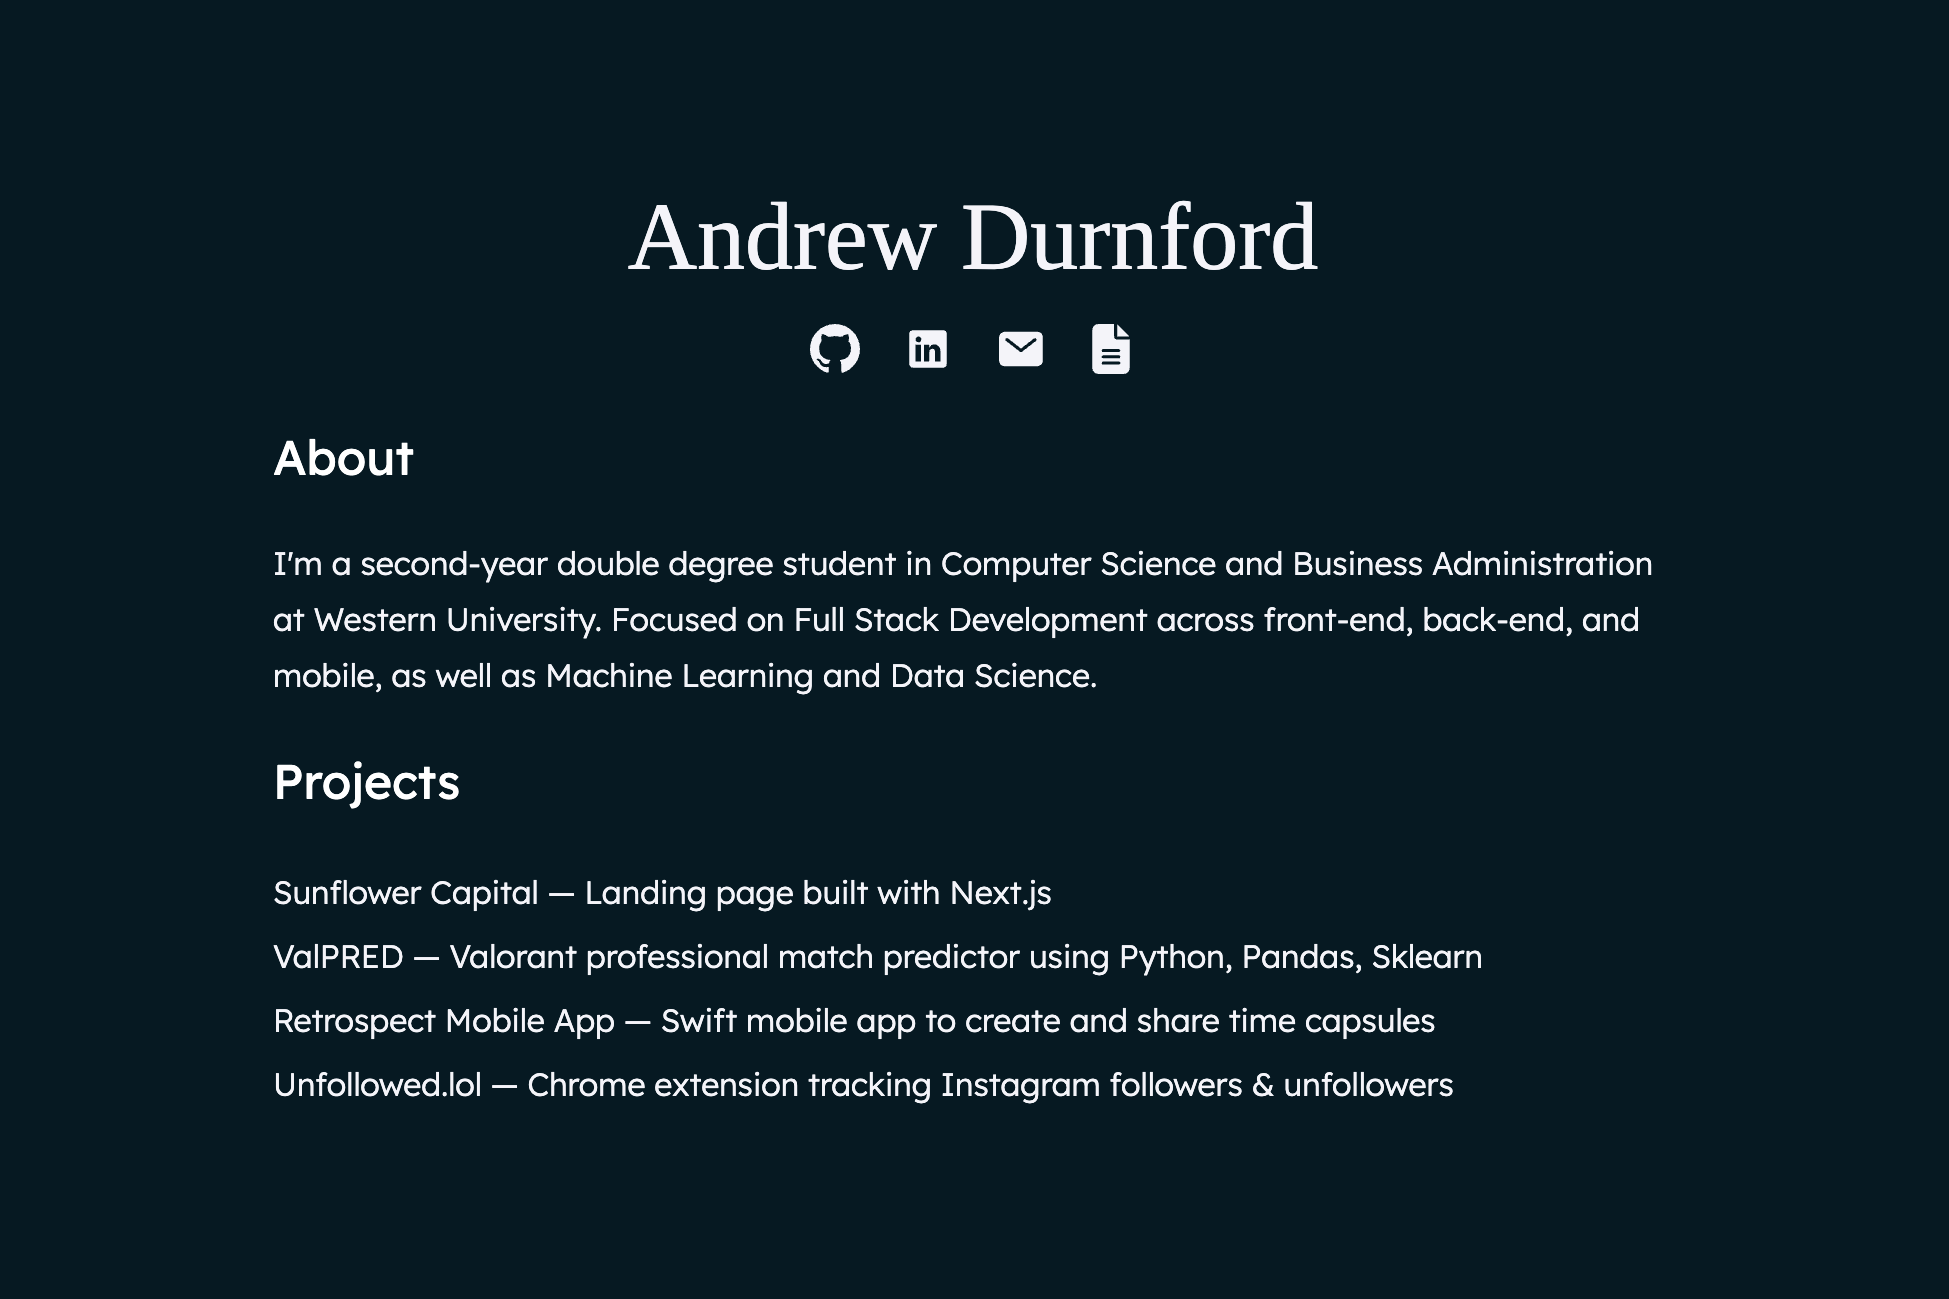 Andrew Durnford
in
About
I'm a second-year double degree student in Computer Science and Business Administration
at Western University. Focused on Full Stack Development across front-end, back-end, and
mobile, as well as Machine Learning and Data Science.
Projects
Sunflower Capital — Landing page built with Next.js
ValPRED — Valorant professional match predictor using Python, Pandas, Sklearn
Retrospect Mobile App — Swift mobile app to create and share time capsules
Unfollowed.lol — Chrome extension tracking Instagram followers & unfollowers